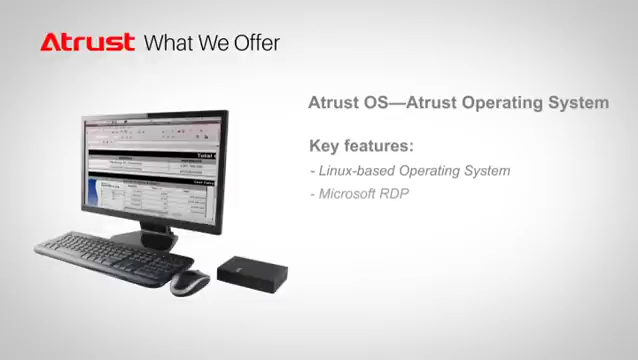 Atrust What We Offer
Atrust OS—Atrust Operating System
Key features:
- Linux-based Operating System
- Microsoft RDP